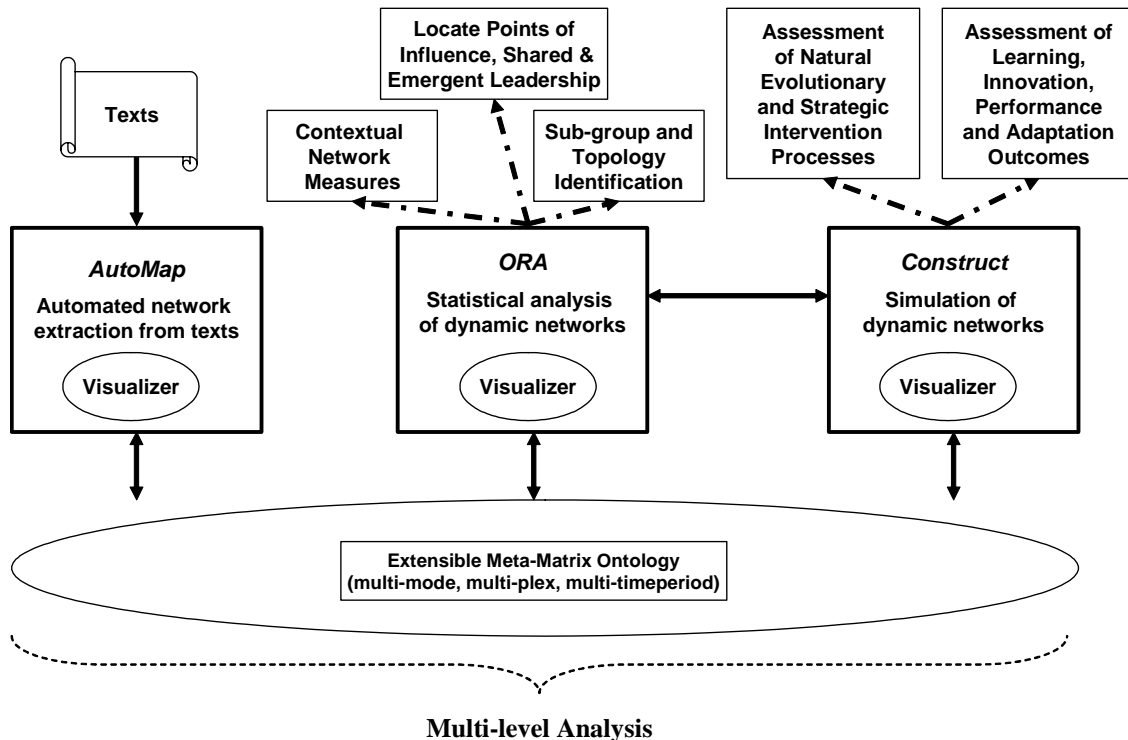 Texts
Locate Points of
Influence, Shared &
Emergent Leadership
Contextual
Network
Measures
Sub-group and
Topology
Identification
Assessment
of Natural
Evolutionary
and Strategic
Intervention
Processes
Assessment of
Learning,
Innovation,
Performance
and Adaptation
Outcomes
AutoMap
Automated network
extraction from texts
Visualizer
ORA
Statistical analysis
of dynamic networks
Visualizer
Construct
Simulation of
dynamic networks
Visualizer
Extensible Meta-Matrix Ontology
(multi-mode, multi-plex, multi-timeperiod)
Multi-level Analysis